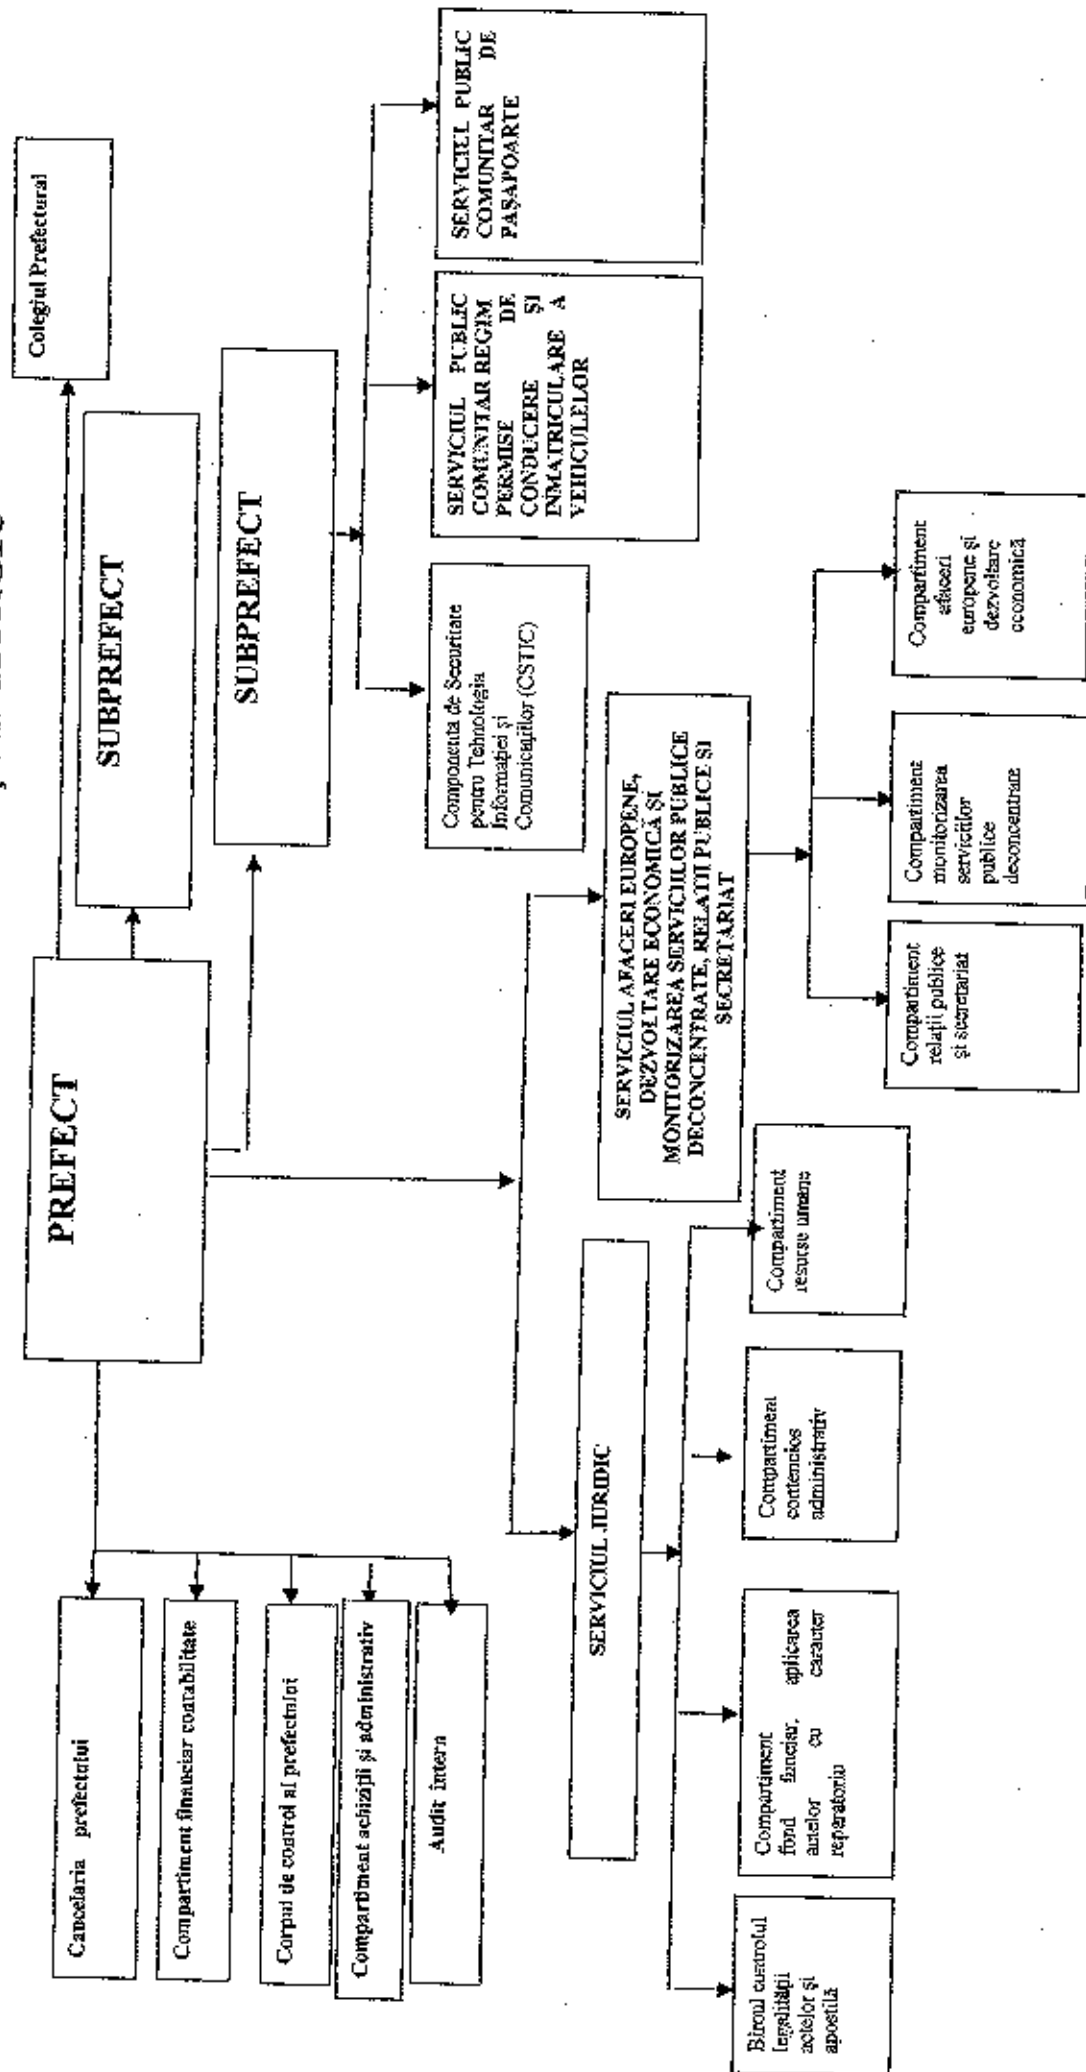 PREFECT
Colegiul Prefectural
SUBPREFECT
SUBPREFECT
Cancelaria prefectului
Compartiment financiar contabilitate
Corpul de control al prefectului
Compartiment achiziţii şi administrativ
Audit intern
Componenta de Securitate
pentru Tehnologia
Informaţiei şi
Comunicaţiilor (CSTIC)
SERVICIUL PUBLIC
COMUNITAR REGIM
PERMISE DE
CONDUCERE ŞI
INMATRICULARE A
VEHICULELOR
SERVICIEL PUBLIC
COMUNITAR DE
PAŞAPOARTE
SERVICIUL JURIDIC
SERVICIUL AFACERI EUROPENE,
DEZVOLTARE ECONOMICĂ ŞI
MONITORIZAREA SERVICIILOR PUBLICE
DECONCENTRATE, RELAŢII PUBLICE ŞI
SECRETARIAT
Biroul controlul
legalităţii
actelor şi
apostilă
Compartiment
fond funciar, aplicarea
actelor cu caracter
reparatoriu
Compartiment
contencios
administrativ
Compartiment
resurse umane
Compartiment
relaţii publice
şi secretariat
Compartiment
monitorizarea
serviciilor
publice
deconcentrate
Compartiment
afaceri
europene şi
dezvoltare
economică